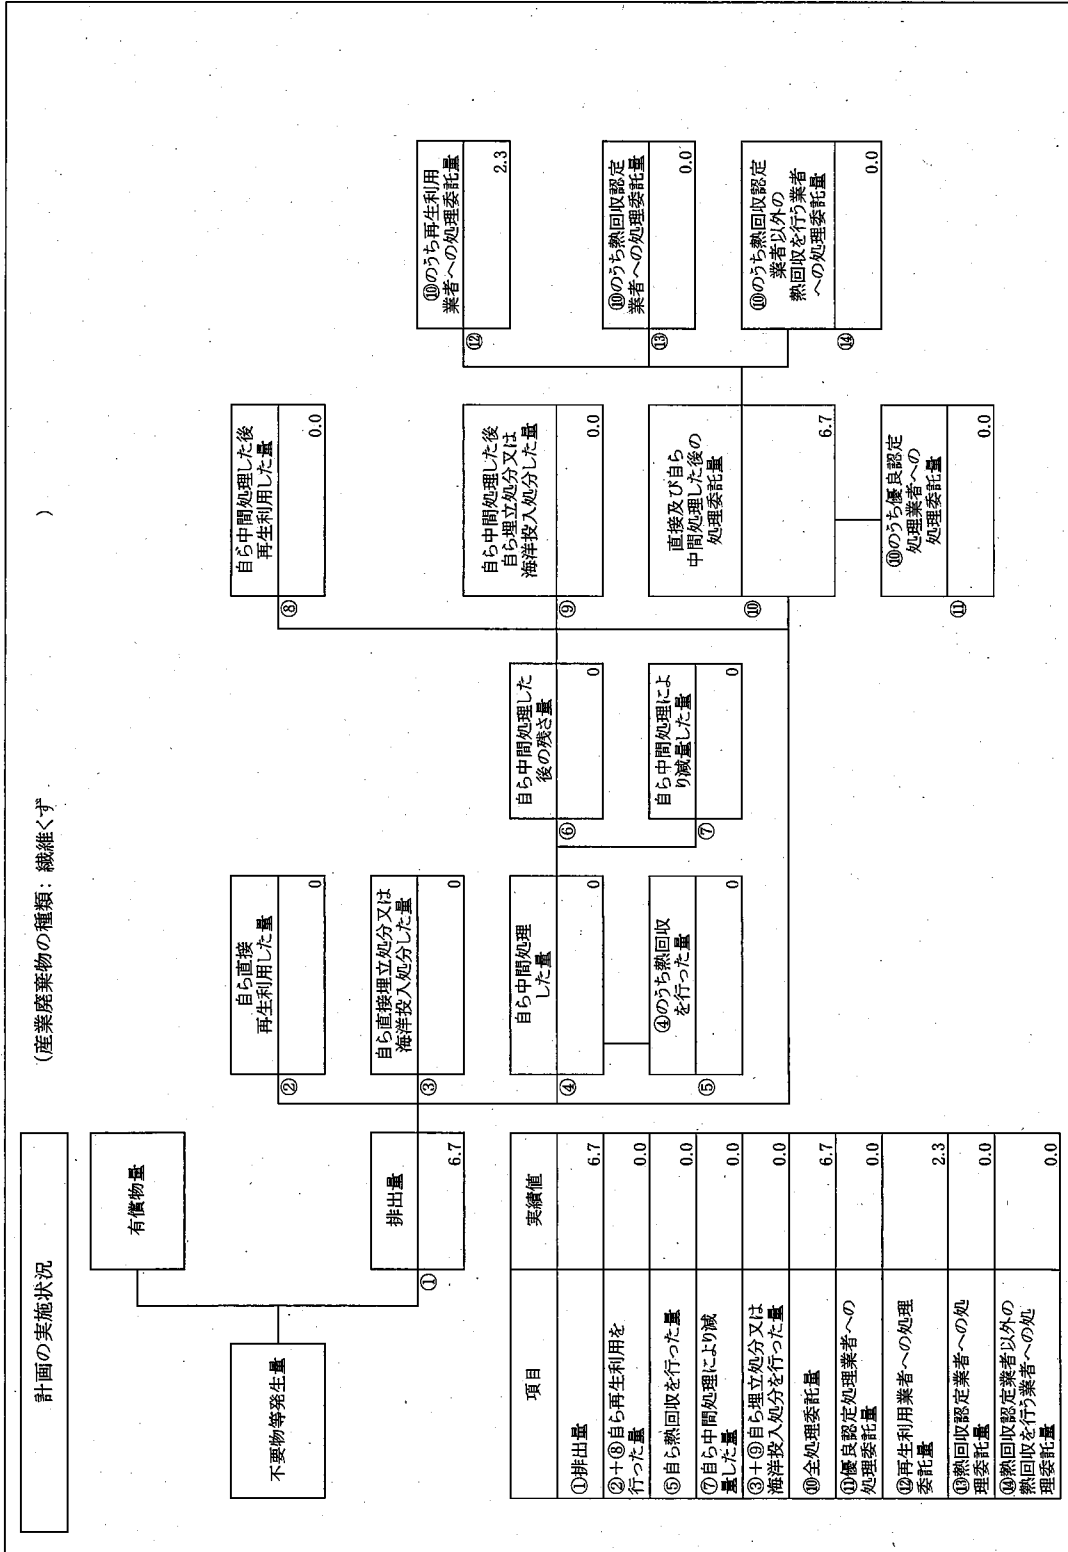 計画の実施状況
(産業廃棄物の種類:繊維くず
)
不要物等発生量
有償物量
排出量
①
6.7
自ら直接
再生利用した量
②
0
自ら直接埋立処分又は
海洋投入処分した量
③
0
自ら中間処理
した量
④
0
④のうち熱回収
を行った量
⑤
0
自ら中間処理した
後の残さ量
⑥
0
自ら中間処理によ
り減量した量
⑦
0
自ら中間処理した後
再生利用した量
⑧
0.0
自ら中間処理した後
自ら埋立処分又は
海洋投入処分した量
⑨
0.0
直接及び自ら
中間処理した後の
処理委託量
⑩
6.7
⑩のうち優良認定
処理業者への
処理委託量
⑪
0.0
⑩のうち再生利用
業者への処理委託量
⑫
2.3
⑩のうち熱回収認定
業者への処理委託量
⑬
0.0
⑩のうち熱回収認定
業者以外の
熱回収を行う業者
への処理委託量
⑭
0.0
項目 実績値
①排出量 6.7
②+⑧自ら再生利用を
行った量 0.0
⑤自ら熱回収を行った量 0.0
⑦自ら中間処理により減
量した量 0.0
③+⑨自ら埋立処分又は
海洋投入処分を行った量 0.0
⑩全処理委託量 6.7
⑪優良認定処理業者への
処理委託量 0.0
⑫再生利用業者への処理
委託量 2.3
⑬熱回収認定業者への処
理委託量 0.0
⑭熱回収認定業者以外の
熱回収を行う業者への処
理委託量 0.0